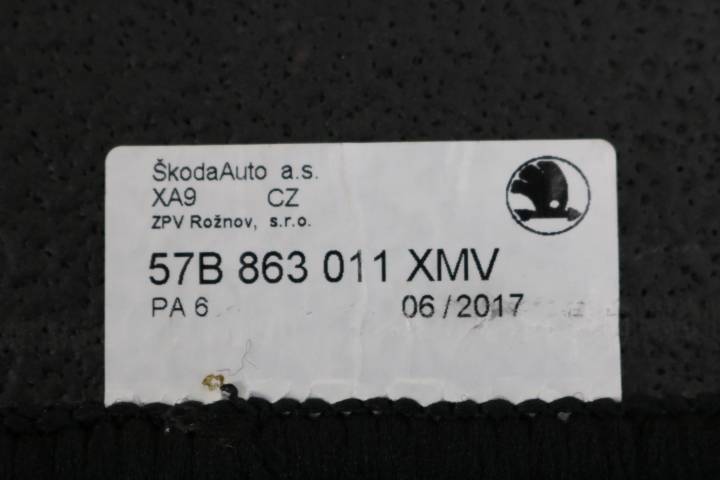 ŠkodaAuto a.s.
XA9 CZ
ZPV Rožnov, s.r.o.
57B 863 011 XMV
PA 6 06/2017